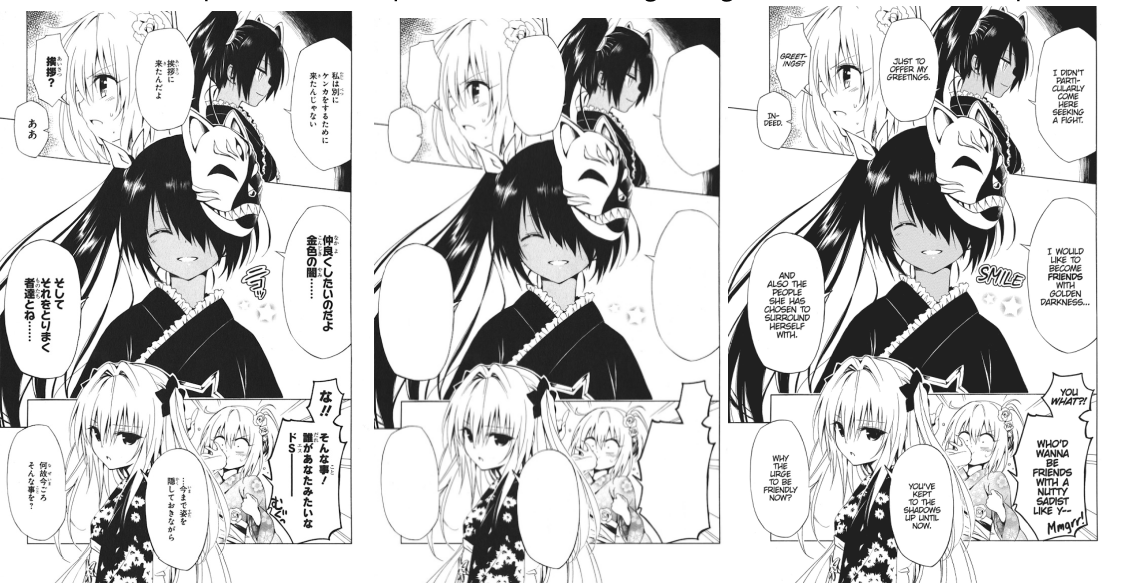 私は別に
ケンカをするために
来たんじゃない
挨拶に
来たんだよ
挨拶?
ああ
仲良くしたいのだよ
金色の闇……
ニコッ
そして
それをとりまく
者達とね……
な!!
そんな事!
誰があなたみたいな
ドS───
むぐっ
…今まで姿を
隠しておきながら
何故今ごろ
そんな事を?
I DIDN'T
PARTI-
CULARLY
COME
HERE
SEEKING
A FIGHT.
JUST TO
OFFER MY
GREETINGS.
GREET-
INGS?
IN-
DEED.
I WOULD
LIKE TO
BECOME
FRIENDS
WITH
GOLDEN
DARKNESS...
SMILE
AND
ALSO THE
PEOPLE
SHE HAS
CHOSEN TO
SURROUND
HERSELF
WITH.
YOU
WHAT?!
WHO'D
WANNA
BE
FRIENDS
WITH A
NUTTY
SADIST
LIKE Y--
Mmgrr!
YOU'VE
KEPT
TO THE
SHADOWS
UP UNTIL
NOW.
WHY
THE
URGE
TO BE
FRIENDLY
NOW?